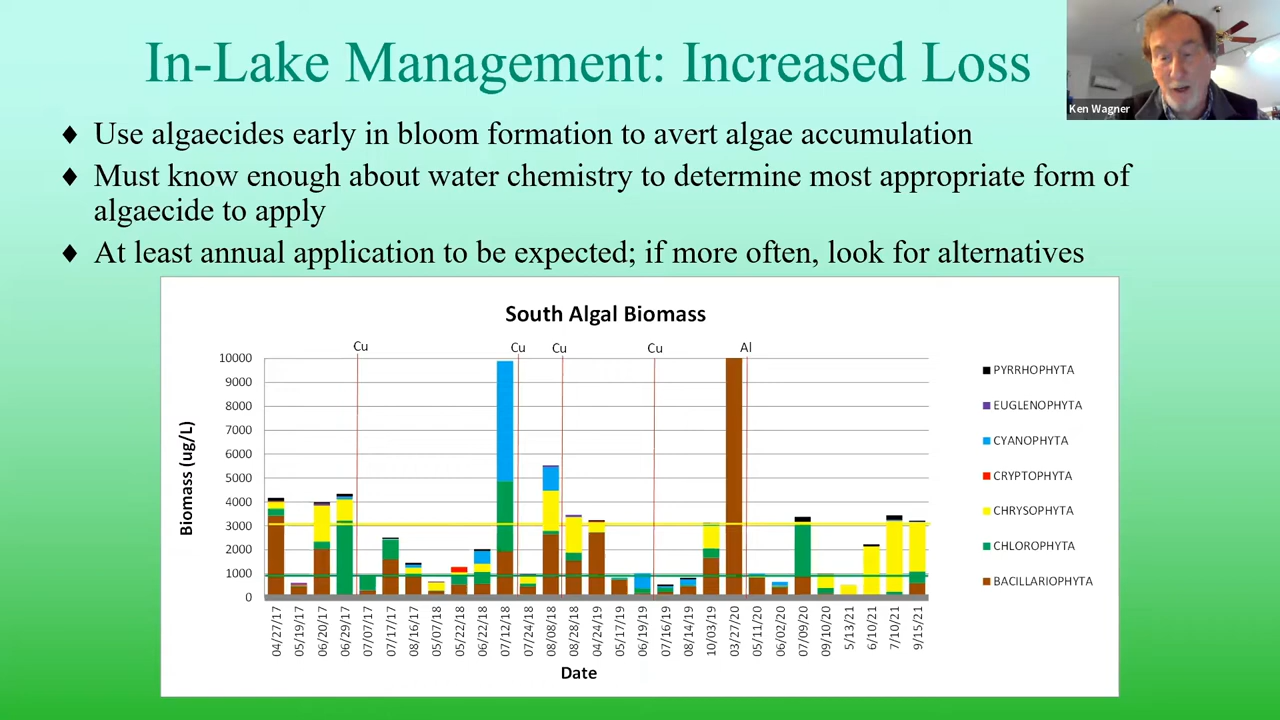 In-Lake Management: Increased Loss
Ken Wagner
♦ Use algaecides early in bloom formation to avert algae accumulation
♦ Must know enough about water chemistry to determine most appropriate form of
algaecide to apply
♦ At least annual application to be expected; if more often, look for alternatives
South Algal Biomass
Cu Cu Cu Cu Al
10000
9000
8000
7000
6000
5000
4000
3000
2000
1000
0
Biomass (ug/L)
04/27/17
05/19/17
06/20/17
06/29/17
07/07/17
07/17/17
08/16/17
05/07/18
05/22/18
06/22/18
07/12/18
07/24/18
08/08/18
08/28/18
04/24/19
05/17/19
06/19/19
07/16/19
08/14/19
10/03/19
03/27/20
05/11/20
06/02/20
07/09/20
09/10/20
5/13/21
6/10/21
7/10/21
9/15/21
Date
PYRRHOPHYTA
EUGLENOPHYTA
CYANOPHYTA
CRYPTOPHYTA
CHRYSOPHYTA
CHLOROPHYTA
BACILLARIOPHYTA